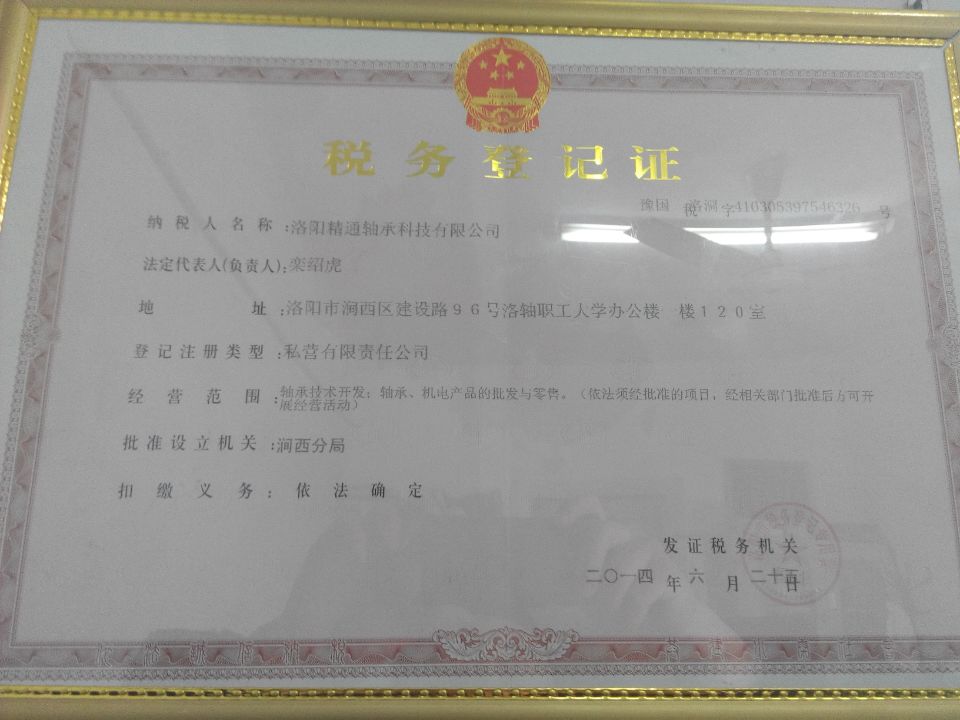 税务登记证
豫国税 洛涧 字410305397546326 号
纳税人名称:洛阳精通轴承科技有限公司
法定代表人(负责人):栾绍虎
地 址:洛阳市涧西区建设路96号洛轴职工大学办公楼 楼120室
登记注册类型:私营有限责任公司
经营范围:轴承技术开发;轴承、机电产品的批发与零售。(依法须经批准的项目,经相关部门批准后方可开
展经营活动)
批准设立机关:涧西分局
扣缴义务:依法确定
发证税务机关
二〇一四 年 六 月 二十五 日